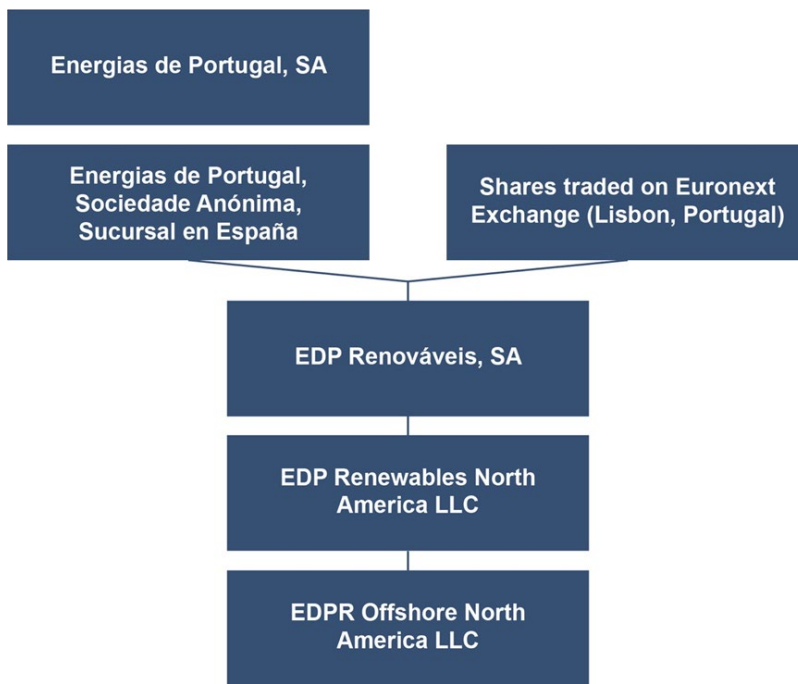 Energias de Portugal, SA
Energias de Portugal,
Sociedade Anónima,
Sucursal en España
Shares traded on Euronext
Exchange (Lisbon, Portugal)
EDP Renováveis, SA
EDP Renewables North
America LLC
EDPR Offshore North
America LLC